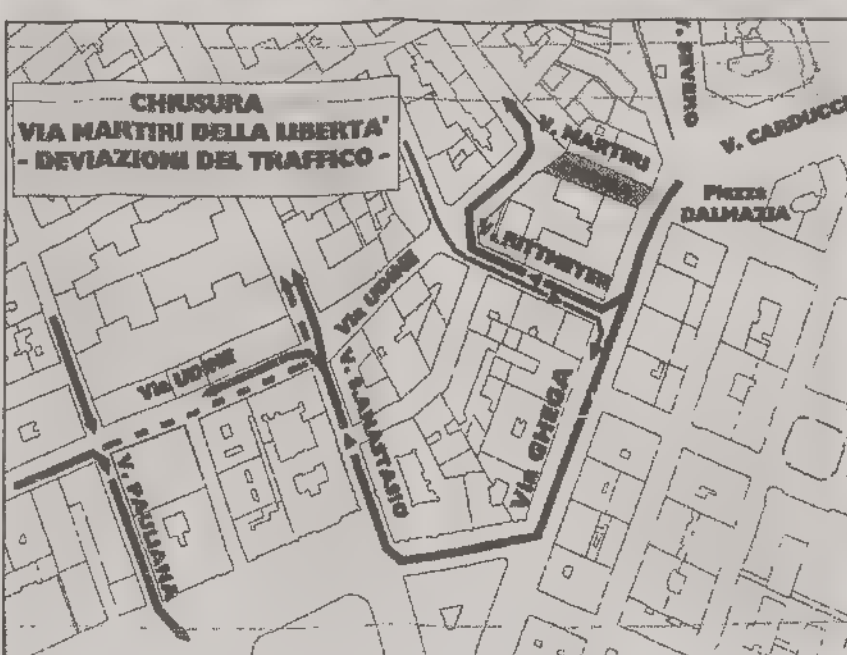 CHIUSURA
VIA MARTIRI DELLA LIBERTA'
- DEVIAZIONI DEL TRAFFICO -
V. MARTIRI
V. CARDUCCI
Piazza
DALMAZIA
V. RITTMEYER
Via UDINE
Via UDINE
V. S.ANASTASIO
Via GHEGA
V. PAULIANA